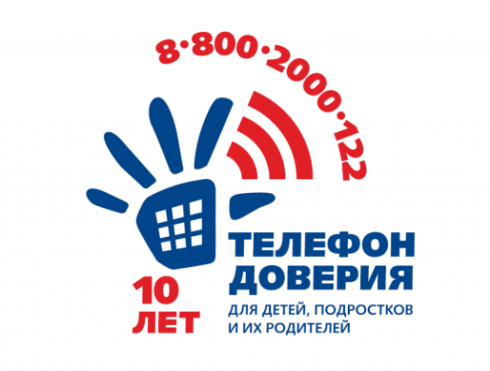 8·800·2000·122
ТЕЛЕФОН
ДОВЕРИЯ
ДЛЯ ДЕТЕЙ, ПОДРОСТКОВ
И ИХ РОДИТЕЛЕЙ
10
ЛЕТ